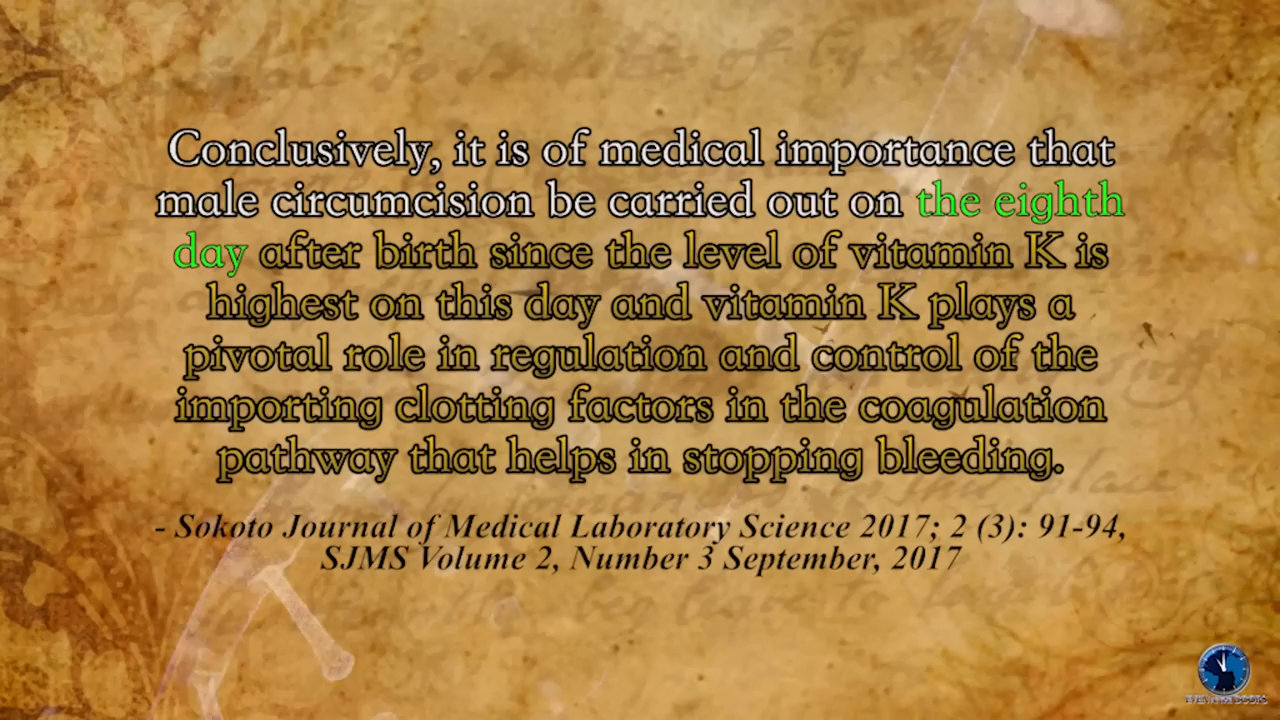 Conclusively, it is of medical importance that
male circumcision be carried out on the eighth
day after birth since the level of vitamin K is
highest on this day and vitamin K plays a
pivotal role in regulation and control of the
importing clotting factors in the coagulation
pathway that helps in stopping bleeding.
- Sokoto Journal of Medical Laboratory Science 2017; 2 (3): 91-94,
SJMS Volume 2, Number 3 September, 2017